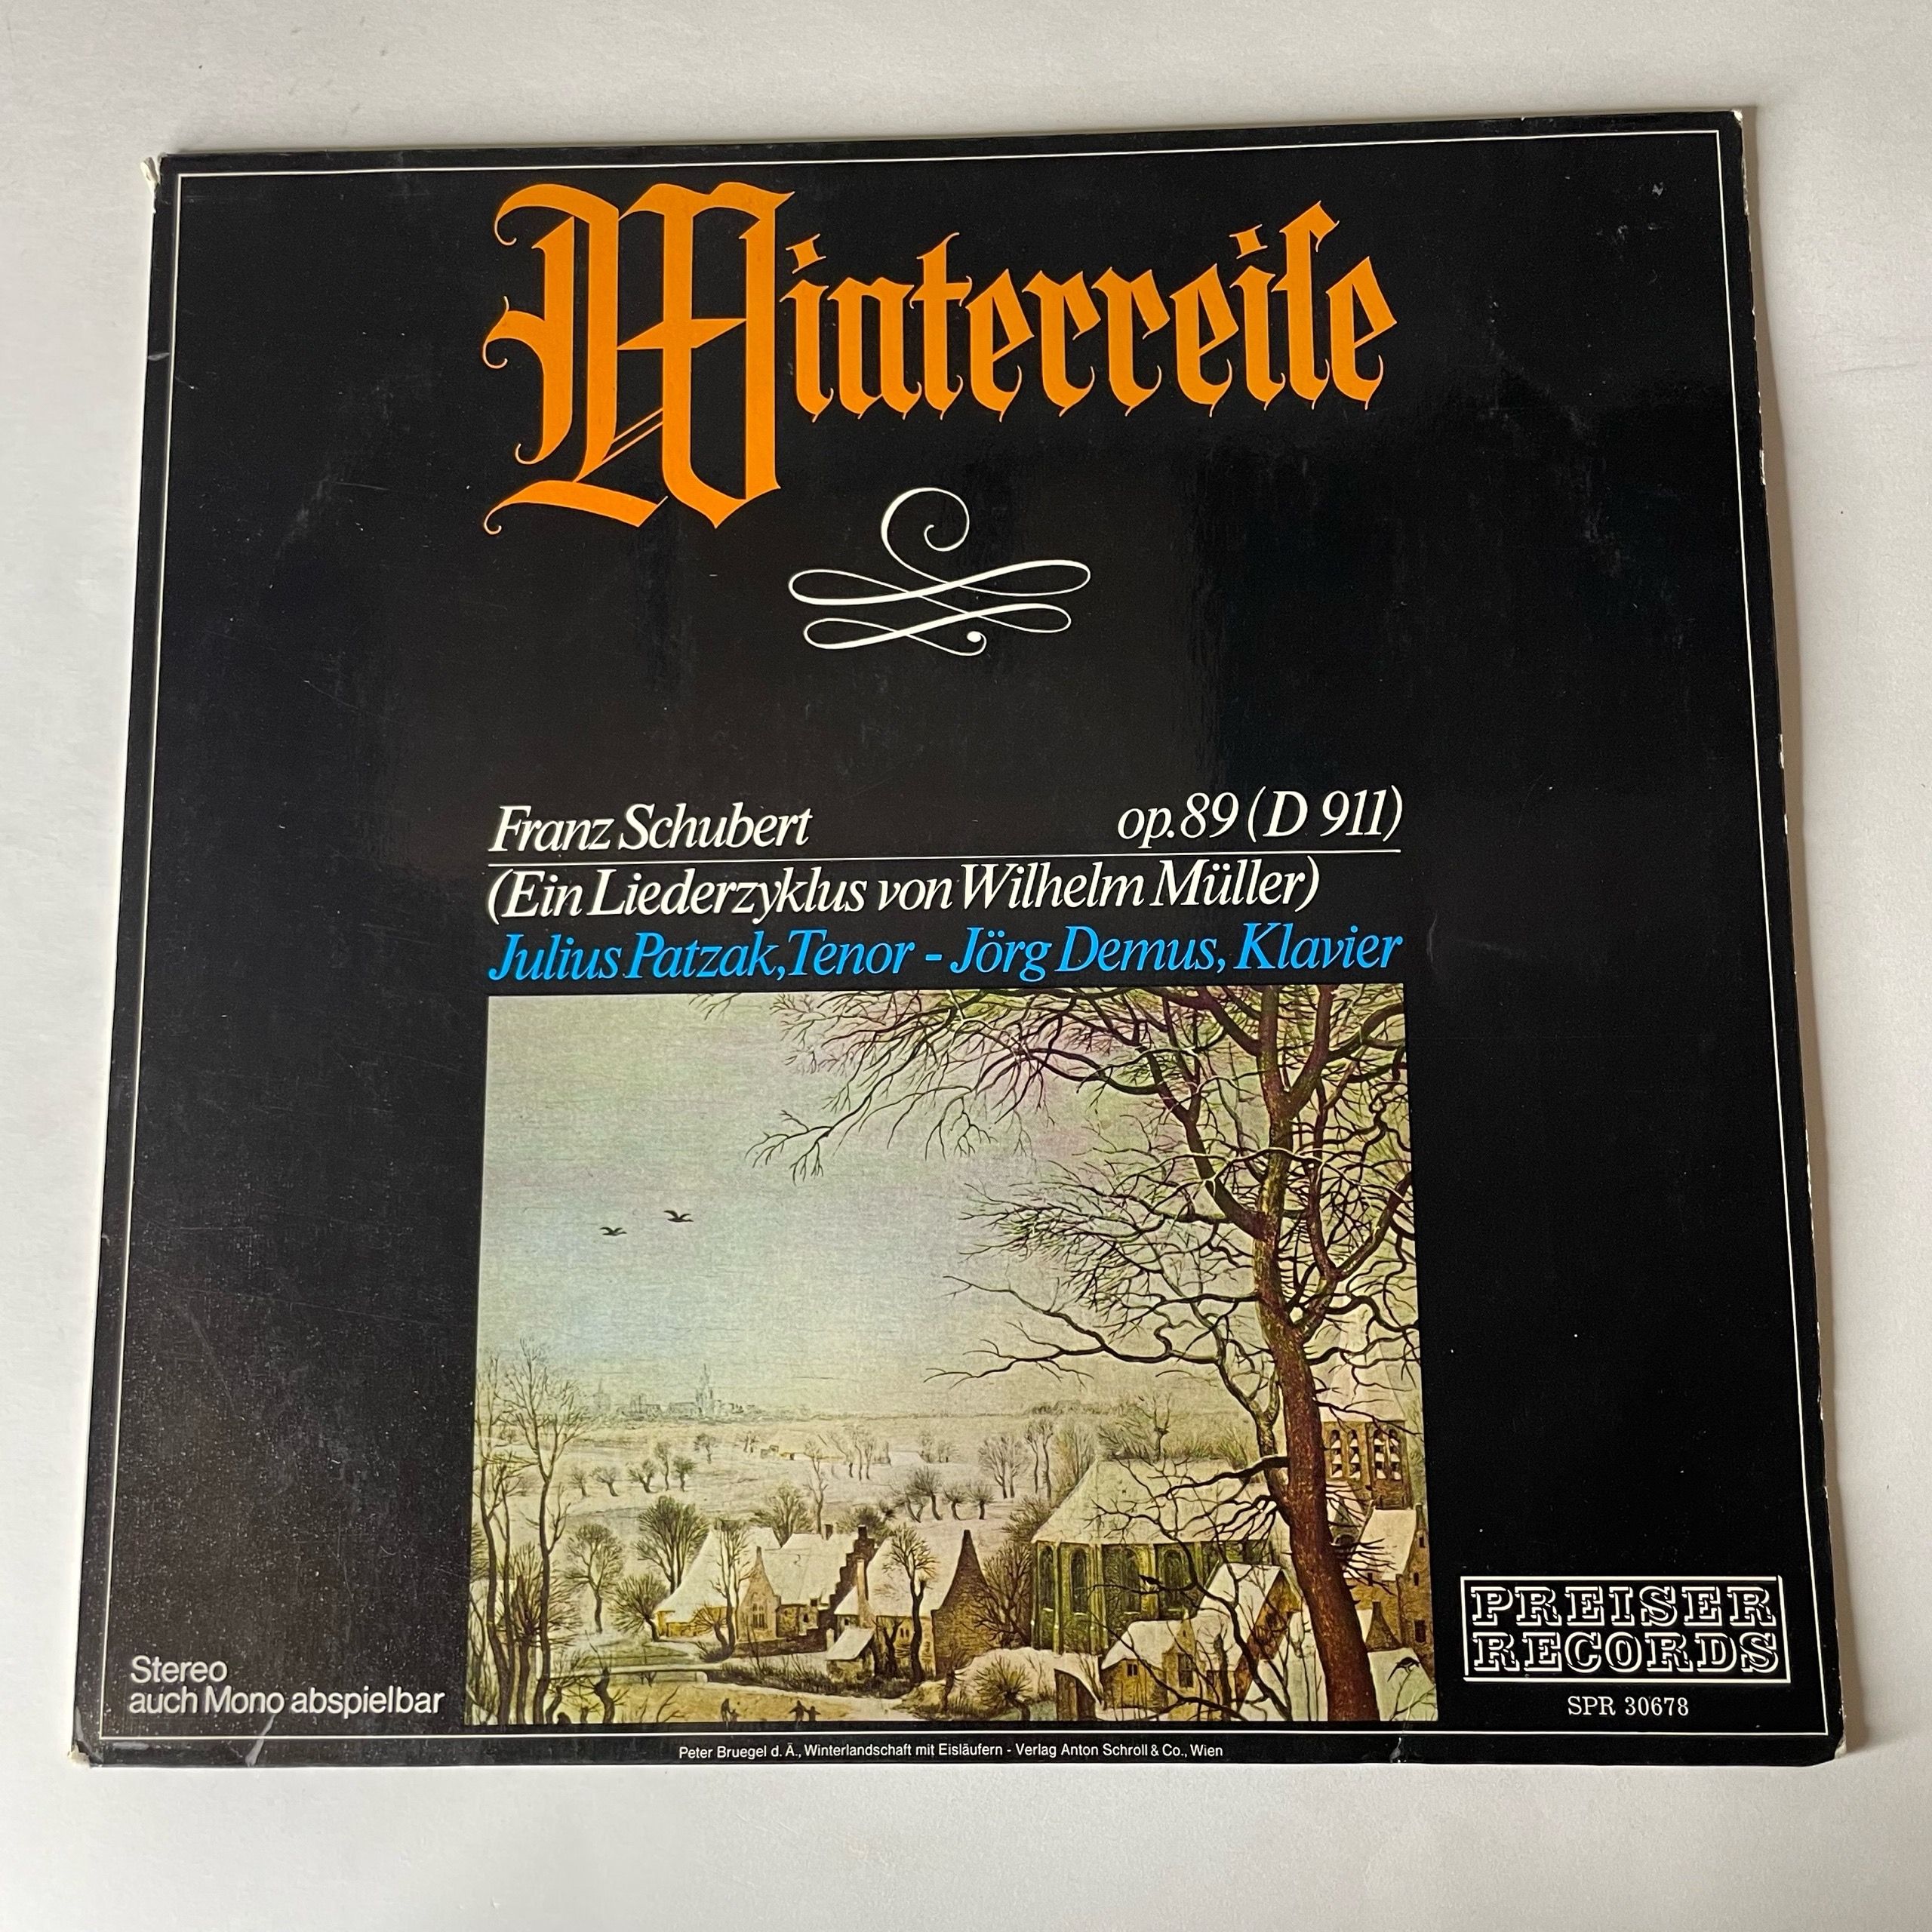 Winterreiſe
Franz Schubert op. 89 (D 911)
(Ein Liederzyklus von Wilhelm Müller)
Julius Patzak, Tenor - Jörg Demus, Klavier
PREISER
RECORDS
SPR 30678
Stereo
auch Mono abspielbar
Peter Bruegel d. Ä., Winterlandschaft mit Eisläufern - Verlag Anton Schroll & Co., Wien